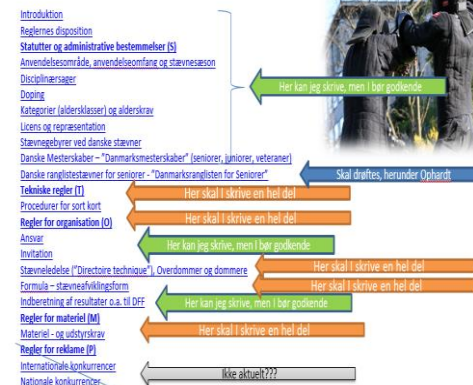 Introduktion
Reglernes disposition
Statutter og administrative bestemmelser (S)
Anvendelsesområde, anvendelseomfang og stævnesæson
Disciplinærsager
Her kan jeg skrive, men I bør godkende
Doping
Kategorier (aldersklasser) og alderskrav
Licens og repræsentation
Stævnegebyrer ved danske stævner
Danske Mesterskaber – "Danmarksmesterskaber" (seniorer, juniorer, veteraner)
Danske ranglistestævner for seniorer - "Danmarksranglisten for Seniorer"
Skal drøftes, herunder Ophardt
Tekniske regler (T)
Her skal I skrive en hel del
Procedurer for sort kort
Regler for organisation (O)
Her skal I skrive en hel del
Ansvar
Her kan jeg skrive, men I bør godkende
Invitation
Stævneledelse ("Directoire technique"), Overdommer og dommere
Her skal I skrive en hel del
Formula – stævneafviklingsform
Her skal I skrive en hel del
Indberetning af resultater o.a. til DFF
Her kan jeg skrive, men I bør godkende
Regler for materiel (M)
Materiel - og udstyrskrav
Her skal I skrive en hel del
Regler for reklame (P)
Internationale konkurrencer
Ikke aktuelt???
Nationale konkurrencer